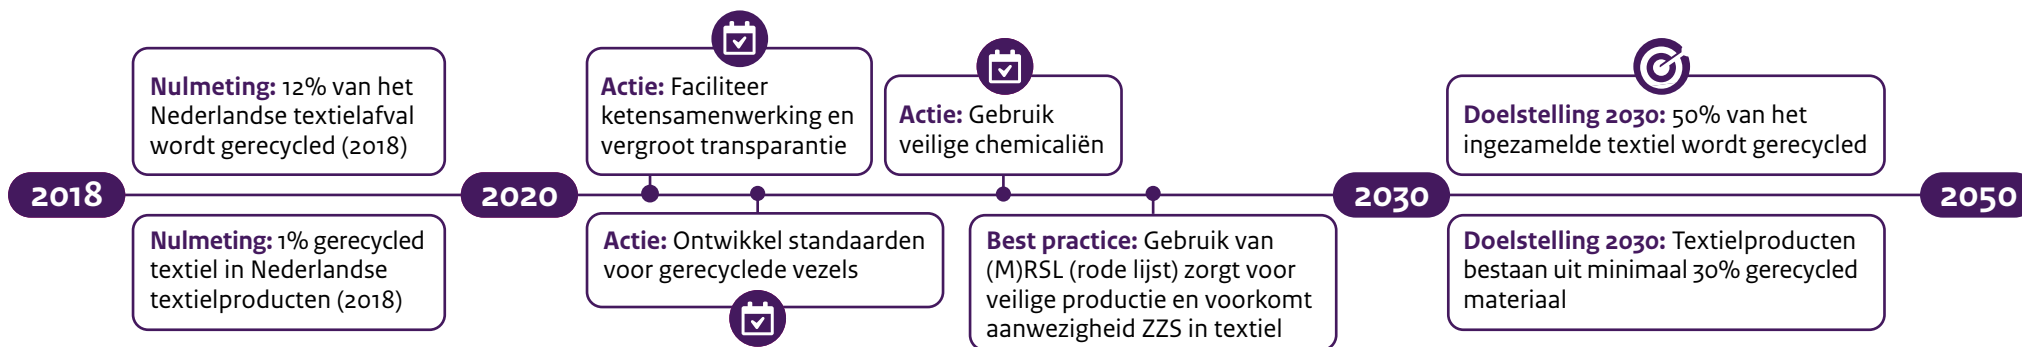 2018
Nulmeting: 12% van het
Nederlandse textielafval
wordt gerecycled (2018)
Nulmeting: 1% gerecycled
textiel in Nederlandse
textielproducten (2018)
2020
Actie: Faciliteer
ketensamenwerking en
vergroot transparantie
Actie: Ontwikkel standaarden
voor gerecyclede vezels
Actie: Gebruik
veilige chemicaliën
Best practice: Gebruik van
(M)RSL (rode lijst) zorgt voor
veilige productie en voorkomt
aanwezigheid ZZS in textiel
2030
Doelstelling 2030: 50% van het
ingezamelde textiel wordt gerecycled
Doelstelling 2030: Textielproducten
bestaan uit minimaal 30% gerecycled
materiaal
2050